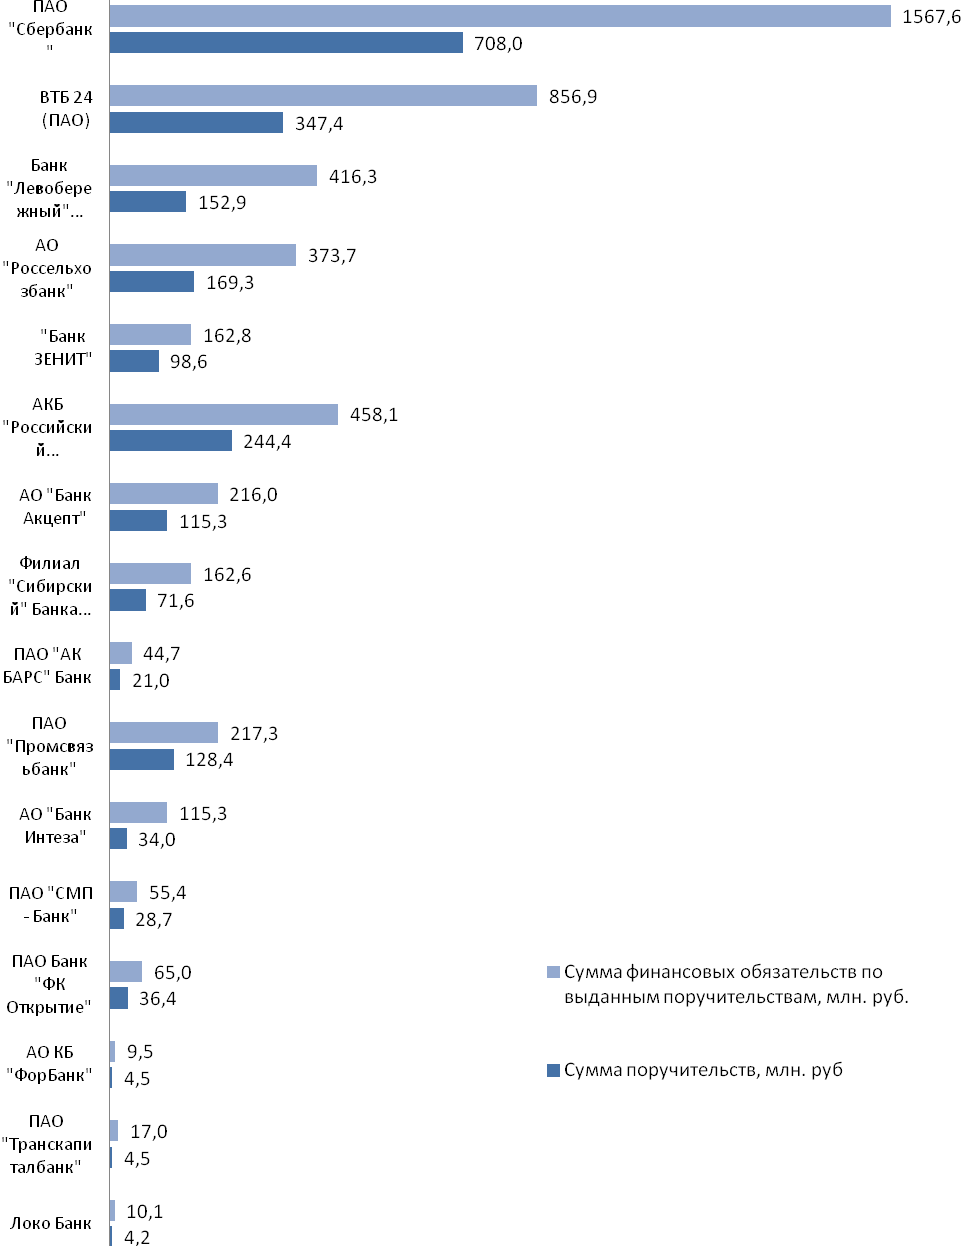 ПАО
"Сбербанк
"
1567,6
708,0
ВТБ 24
(ПАО)
856,9
347,4
Банк
"Левобере
жный"...
416,3
152,9
АО
"Россельхо
збанк"
373,7
169,3
"Банк
ЗЕНИТ"
162,8
98,6
АКБ
"Российски
й...
458,1
244,4
АО "Банк
Акцепт"
216,0
115,3
Филиал
"Сибирски
й" Банка...
162,6
71,6
ПАО "АК
БАРС" Банк
44,7
21,0
ПАО
"Промсвяз
ьбанк"
217,3
128,4
АО "Банк
Интеза"
115,3
34,0
ПАО "СМП
- Банк"
55,4
28,7
ПАО Банк
"ФК
Открытие"
65,0
36,4
Сумма финансовых обязательств по
выданным поручительствам, млн. руб.
АО КБ
"ФорБанк"
9,5
4,5
Сумма поручительств, млн. руб
ПАО
"Транскапи
талбанк"
17,0
4,5
Локо Банк
10,1
4,2